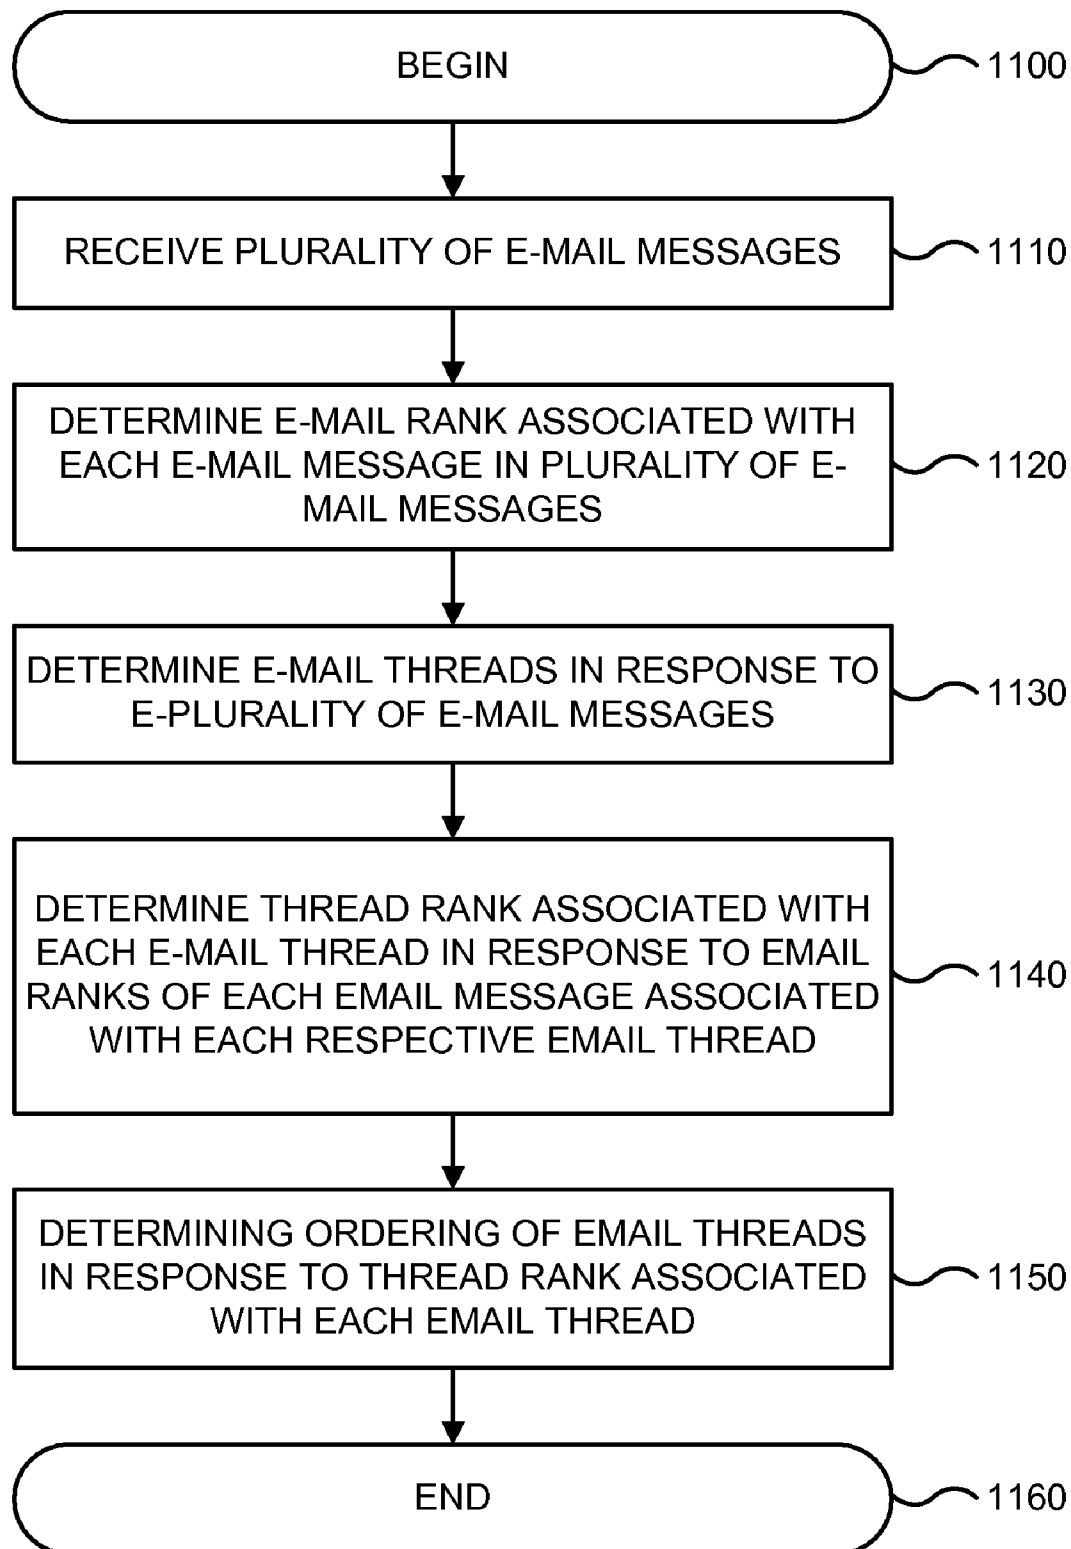 BEGIN
1100
RECEIVE PLURALITY OF E-MAIL MESSAGES
1110
DETERMINE E-MAIL RANK ASSOCIATED WITH
EACH E-MAIL MESSAGE IN PLURALITY OF E-
MAIL MESSAGES
1120
DETERMINE E-MAIL THREADS IN RESPONSE TO
E-PLURALITY OF E-MAIL MESSAGES
1130
DETERMINE THREAD RANK ASSOCIATED WITH
EACH E-MAIL THREAD IN RESPONSE TO EMAIL
RANKS OF EACH EMAIL MESSAGE ASSOCIATED
WITH EACH RESPECTIVE EMAIL THREAD
1140
DETERMINING ORDERING OF EMAIL THREADS
IN RESPONSE TO THREAD RANK ASSOCIATED
WITH EACH EMAIL THREAD
1150
END
1160